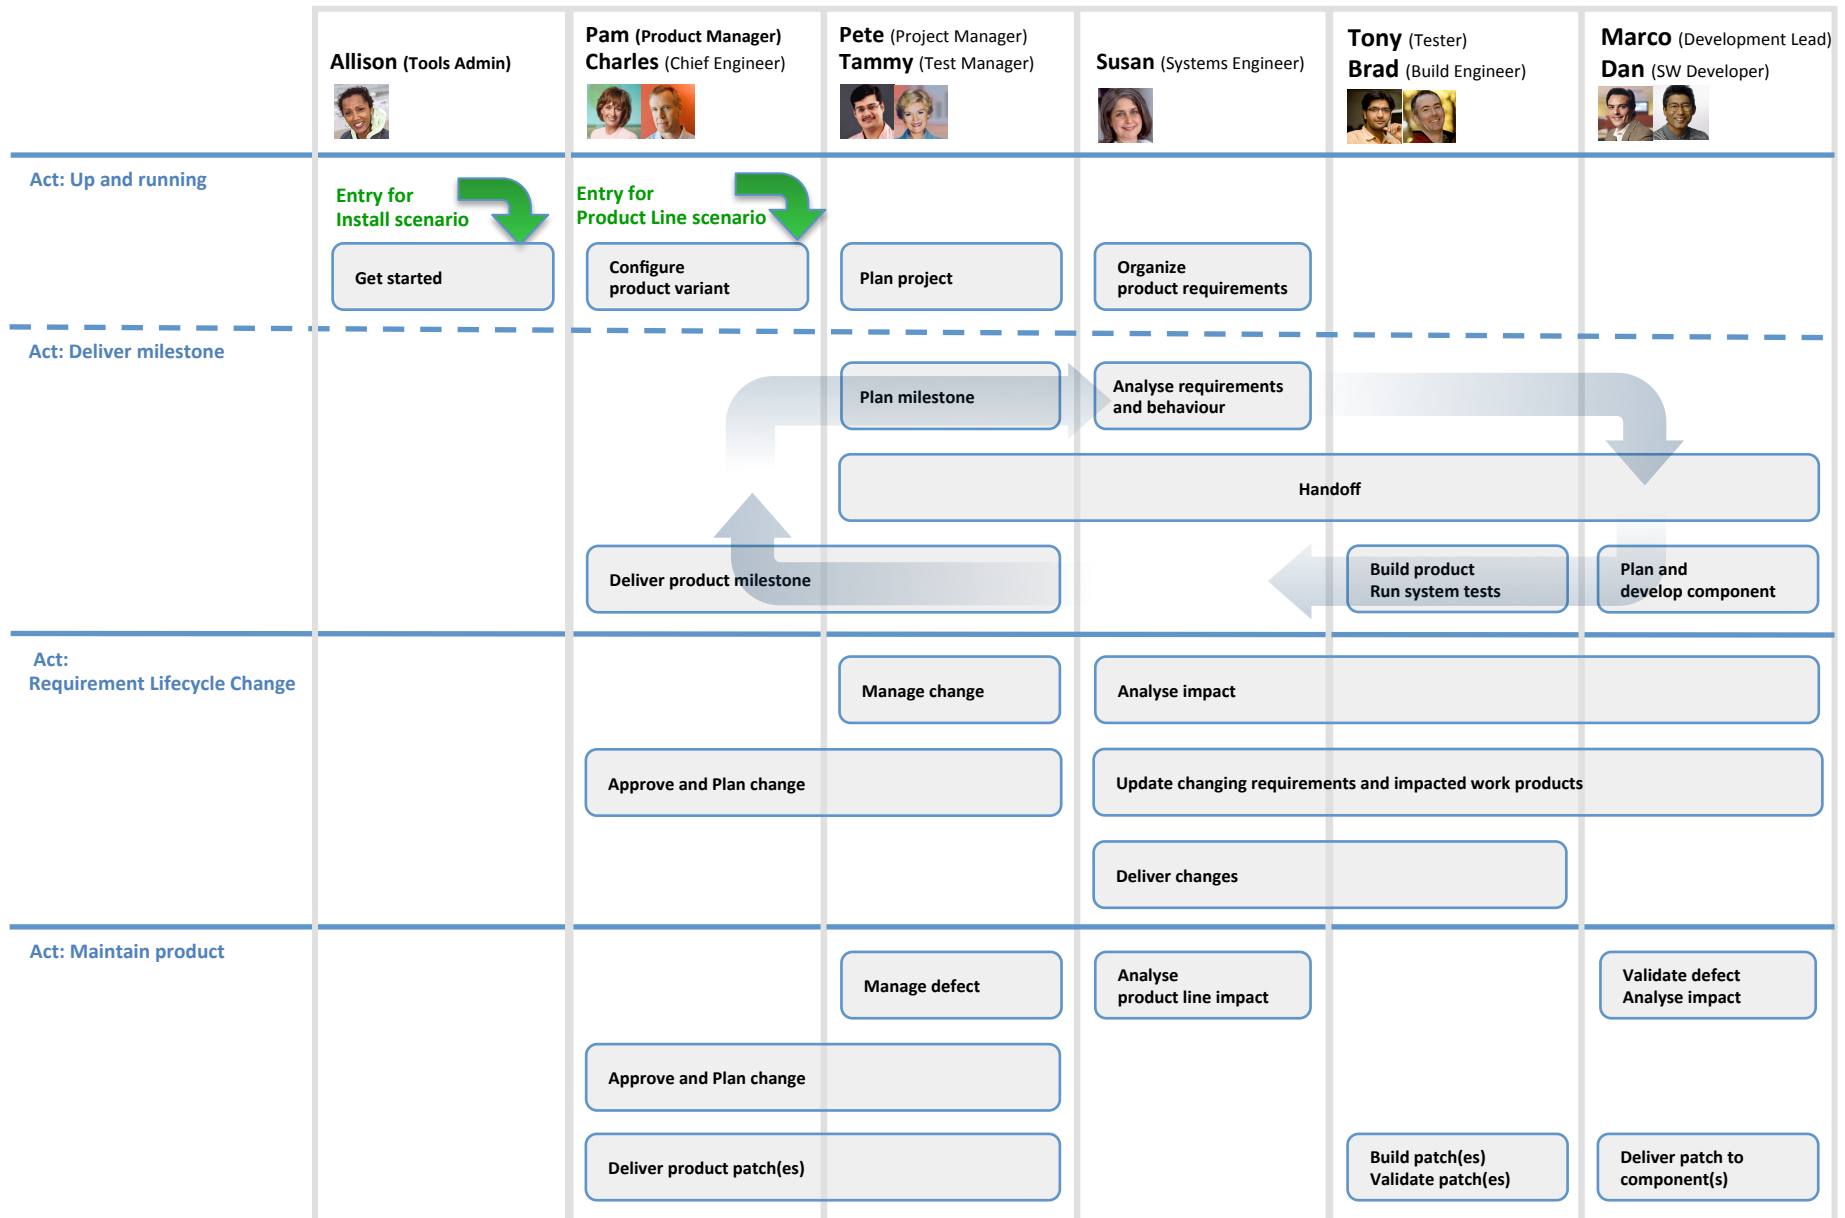 Allison (Tools Admin)
Pam (Product Manager)
Charles (Chief Engineer)
Pete (Project Manager)
Tammy (Test Manager)
Susan (Systems Engineer)
Tony (Tester)
Brad (Build Engineer)
Marco (Development Lead)
Dan (SW Developer)
Act: Up and running
Entry for
Install scenario
Entry for
Product Line scenario
Get started
Configure
product variant
Plan project
Organize
product requirements
Act: Deliver milestone
Plan milestone
Analyse requirements
and behaviour
Handoff
Deliver product milestone
Build product
Run system tests
Plan and
develop component
Act:
Requirement Lifecycle Change
Manage change
Analyse impact
Approve and Plan change
Update changing requirements and impacted work products
Deliver changes
Act: Maintain product
Manage defect
Analyse
product line impact
Validate defect
Analyse impact
Approve and Plan change
Deliver product patch(es)
Build patch(es)
Validate patch(es)
Deliver patch to
component(s)